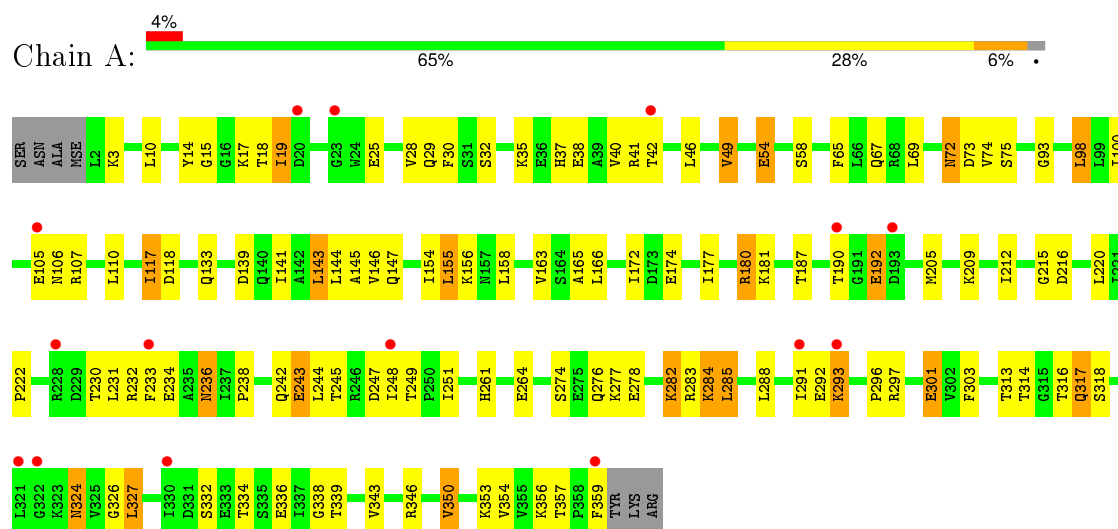 4%
Chain A:
65% 28% 6% •
SER ASN ALA MSE L2 K3 L10 Y14 G15 G16 K17 T18 I19 D20 G23 W24 E25 V28 Q29 F30 S31 S32 K35 E36 H37 E38 A39 V40 R41 T42 L46 V49 E54 S58 F65 L66 Q67 R68 L69 N72 D73 V74 S75 G93 L98 L99 I100
E105 N106 R107 L110 I117 D118 Q133 D139 Q140 I141 A142 L143 L144 A145 V146 Q147 I154 L155 K156 N157 L158 V163 S164 A165 L166 I172 D173 E174 I177 R180 K181 T187 T190 G191 E192 D193 M205 K209 I212 G215 D216 L220 I221
P222 R228 D229 T230 L231 R232 F233 E234 A235 N236 I237 P238 Q242 E243 L244 T245 R246 D247 I248 T249 P250 I251 H261 E264 S274 E275 Q276 K277 E278 K282 R283 K284 L285 L288 I291 E292 K293 P296 R297 E301 V302 F303 T313 T314 G315 T316 Q317 S318
L321 G322 K323 N324 V325 G326 L327 I330 D331 S332 E333 T334 S335 E336 I337 G338 T339 V343 R346 V350 K353 V354 V355 K356 T357 P358 F359 TYR LYS ARG